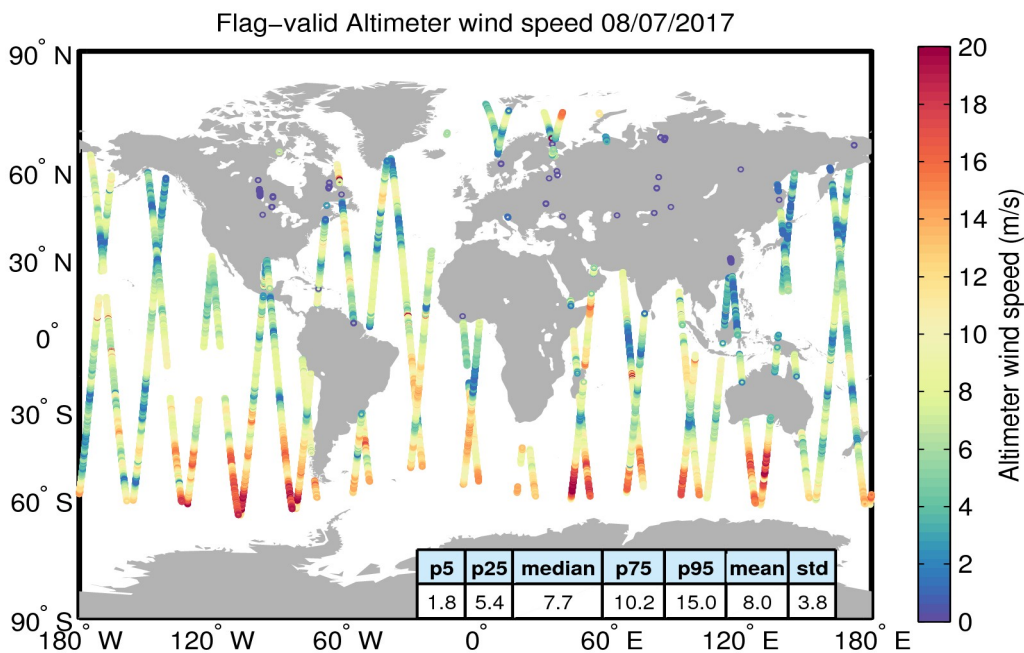 Flag−valid Altimeter wind speed 08/07/2017
90° N
60° N
30° N
0°
30° S
60° S
90° S
180° W
120° W
60° W
0°
60° E
120° E
180° E
p5 p25 median p75 p95 mean std
1.8 5.4 7.7 10.2 15.0 8.0 3.8
20
18
16
14
12
10
8
6
4
2
0
Altimeter wind speed (m/s)